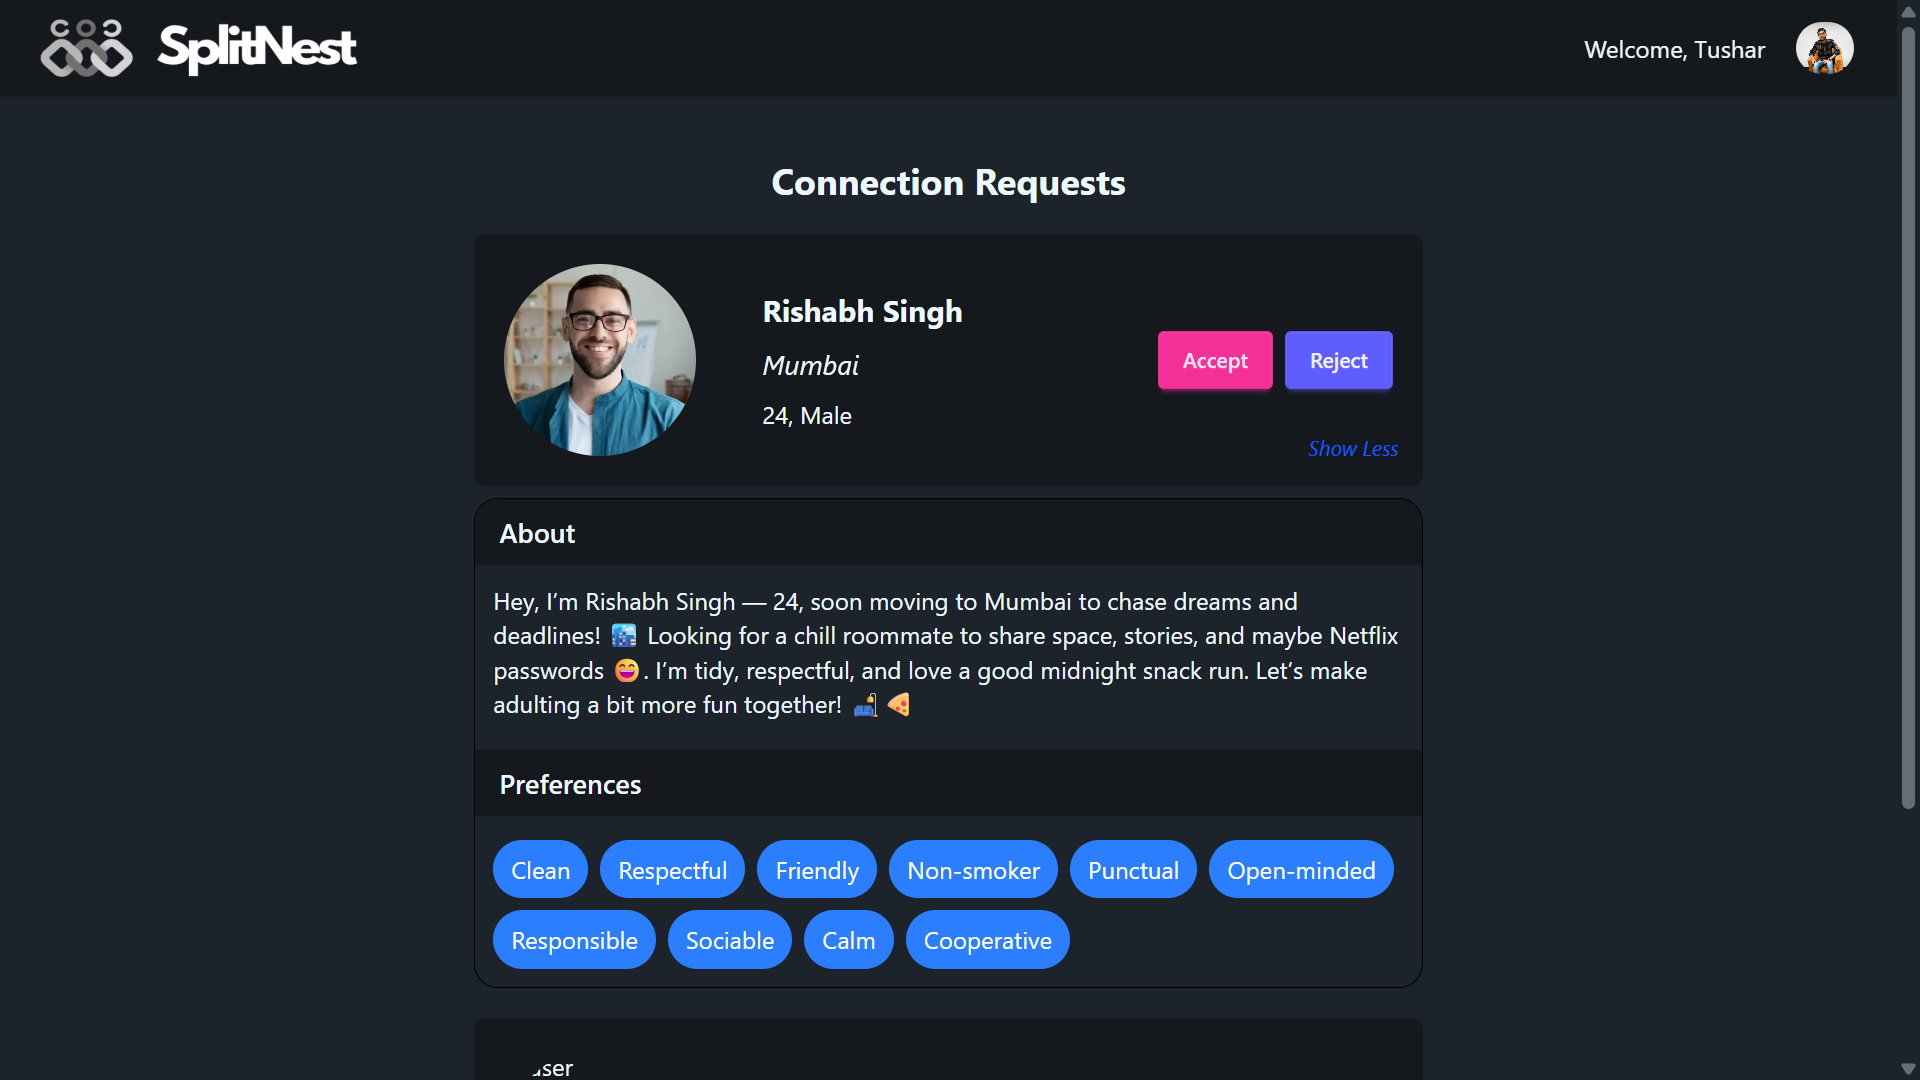 SplitNest
Welcome, Tushar
Connection Requests
Rishabh Singh
Mumbai
24, Male
Accept
Reject
Show Less
About
Hey, I’m Rishabh Singh — 24, soon moving to Mumbai to chase dreams and
deadlines! 🏙️ Looking for a chill roommate to share space, stories, and maybe Netflix
passwords 😄. I’m tidy, respectful, and love a good midnight snack run. Let’s make
adulting a bit more fun together! 🛋️ 🍕
Preferences
Clean Respectful Friendly Non-smoker Punctual Open-minded
Responsible Sociable Calm Cooperative